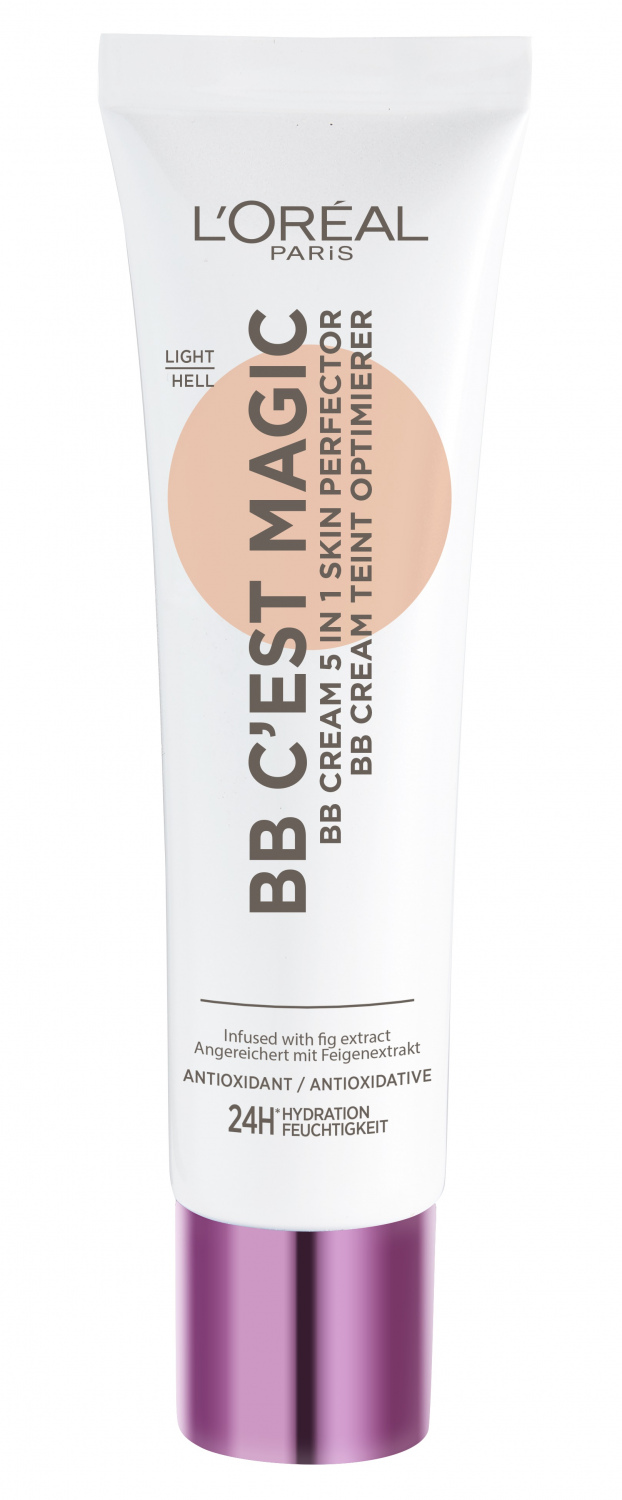 L'ORÉAL
PARiS
LIGHT
HELL
BB C'EST MAGIC
BB CREAM 5 IN 1 SKIN PERFECTOR
BB CREAM TEINT OPTIMIERER
Infused with fig extract
Angereichert mit Feigenextrakt
ANTIOXIDANT / ANTIOXIDATIVE
24H* HYDRATION
FEUCHTIGKEIT